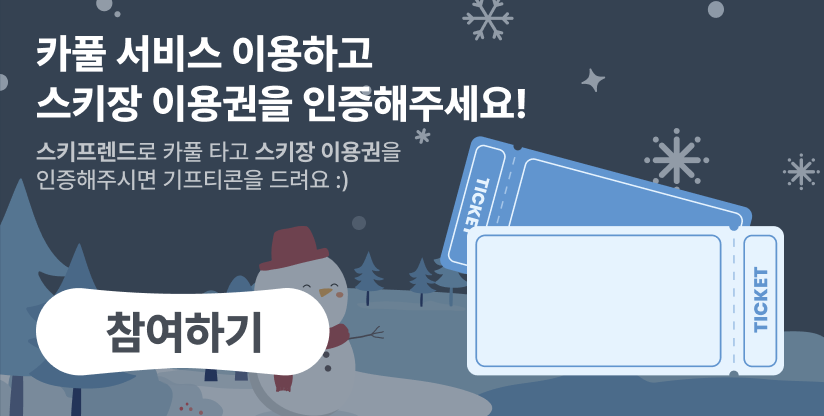 카풀 서비스 이용하고
스키장 이용권을 인증해주세요!
스키프렌드로 카풀 타고 스키장 이용권을
인증해주시면 기프티콘을 드려요 :)
TICKET
TICKET
참여하기